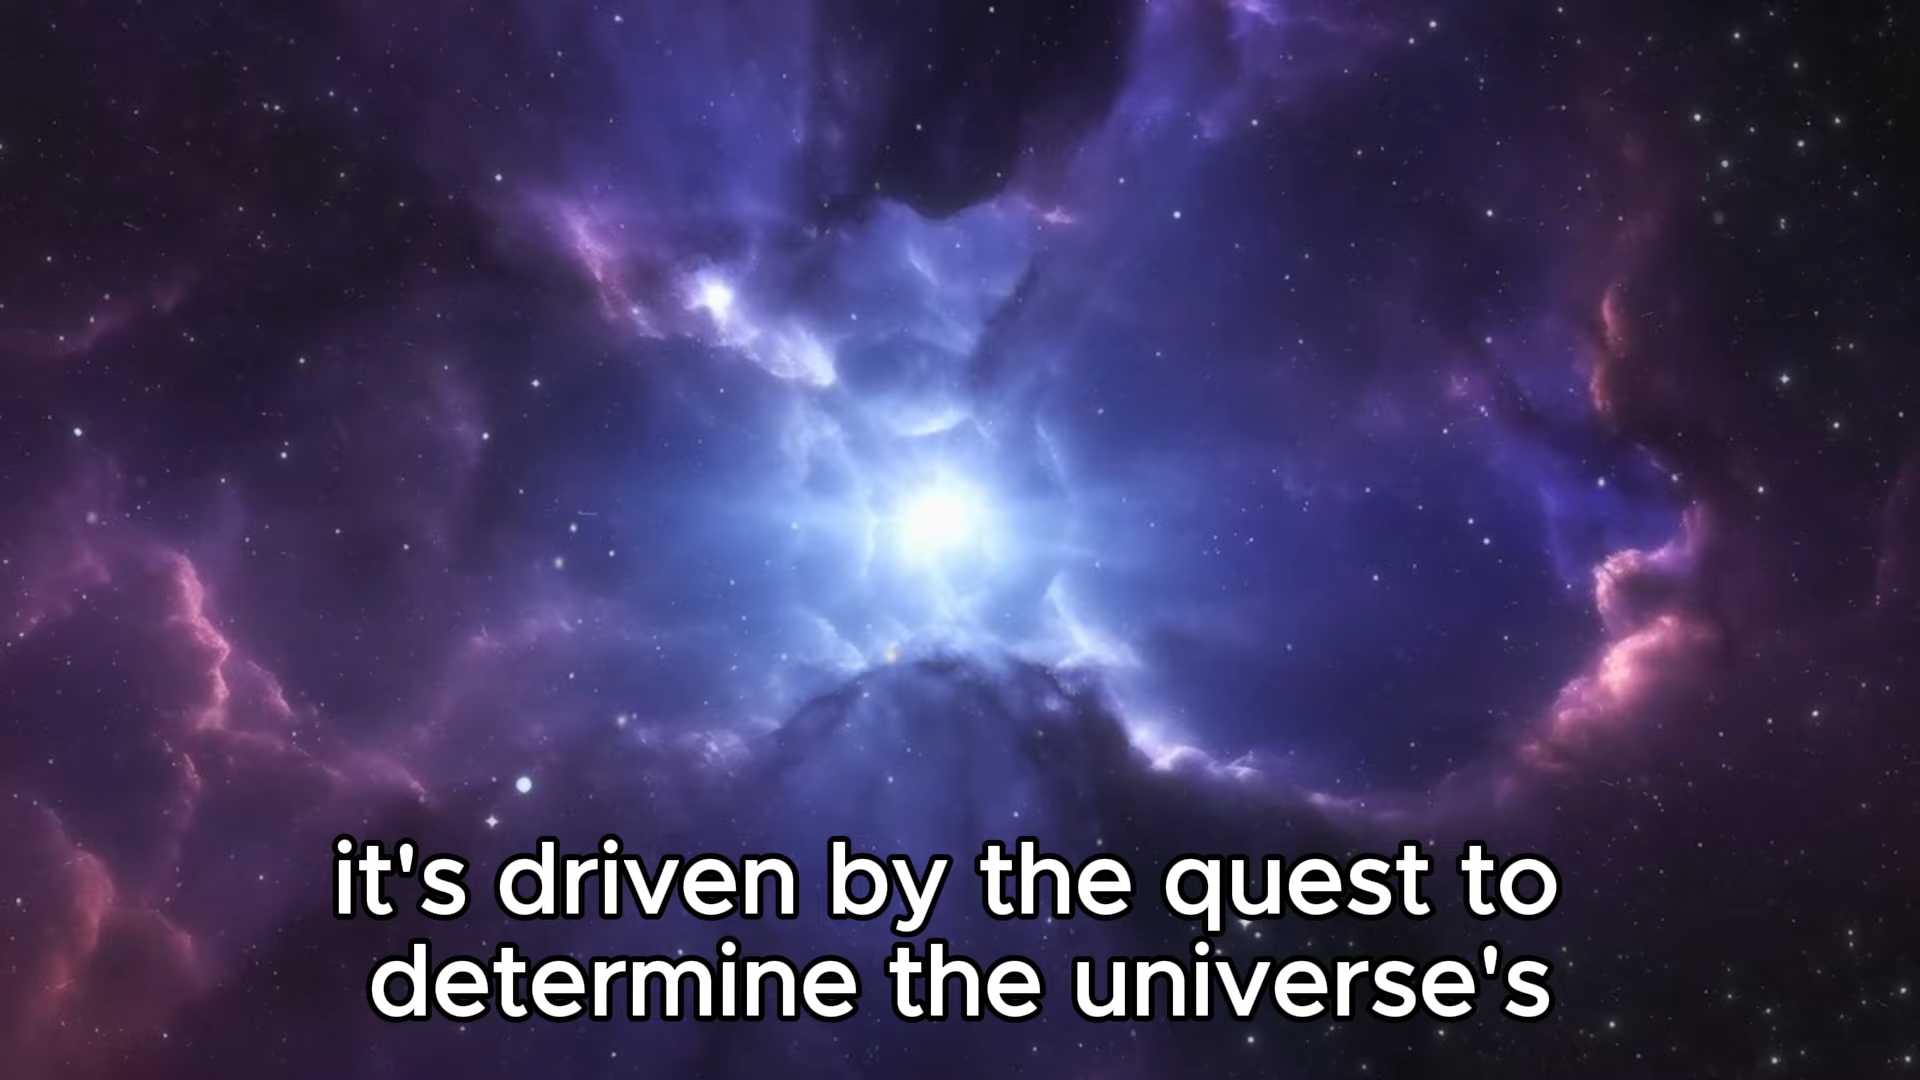 it's driven by the quest to
determine the universe's